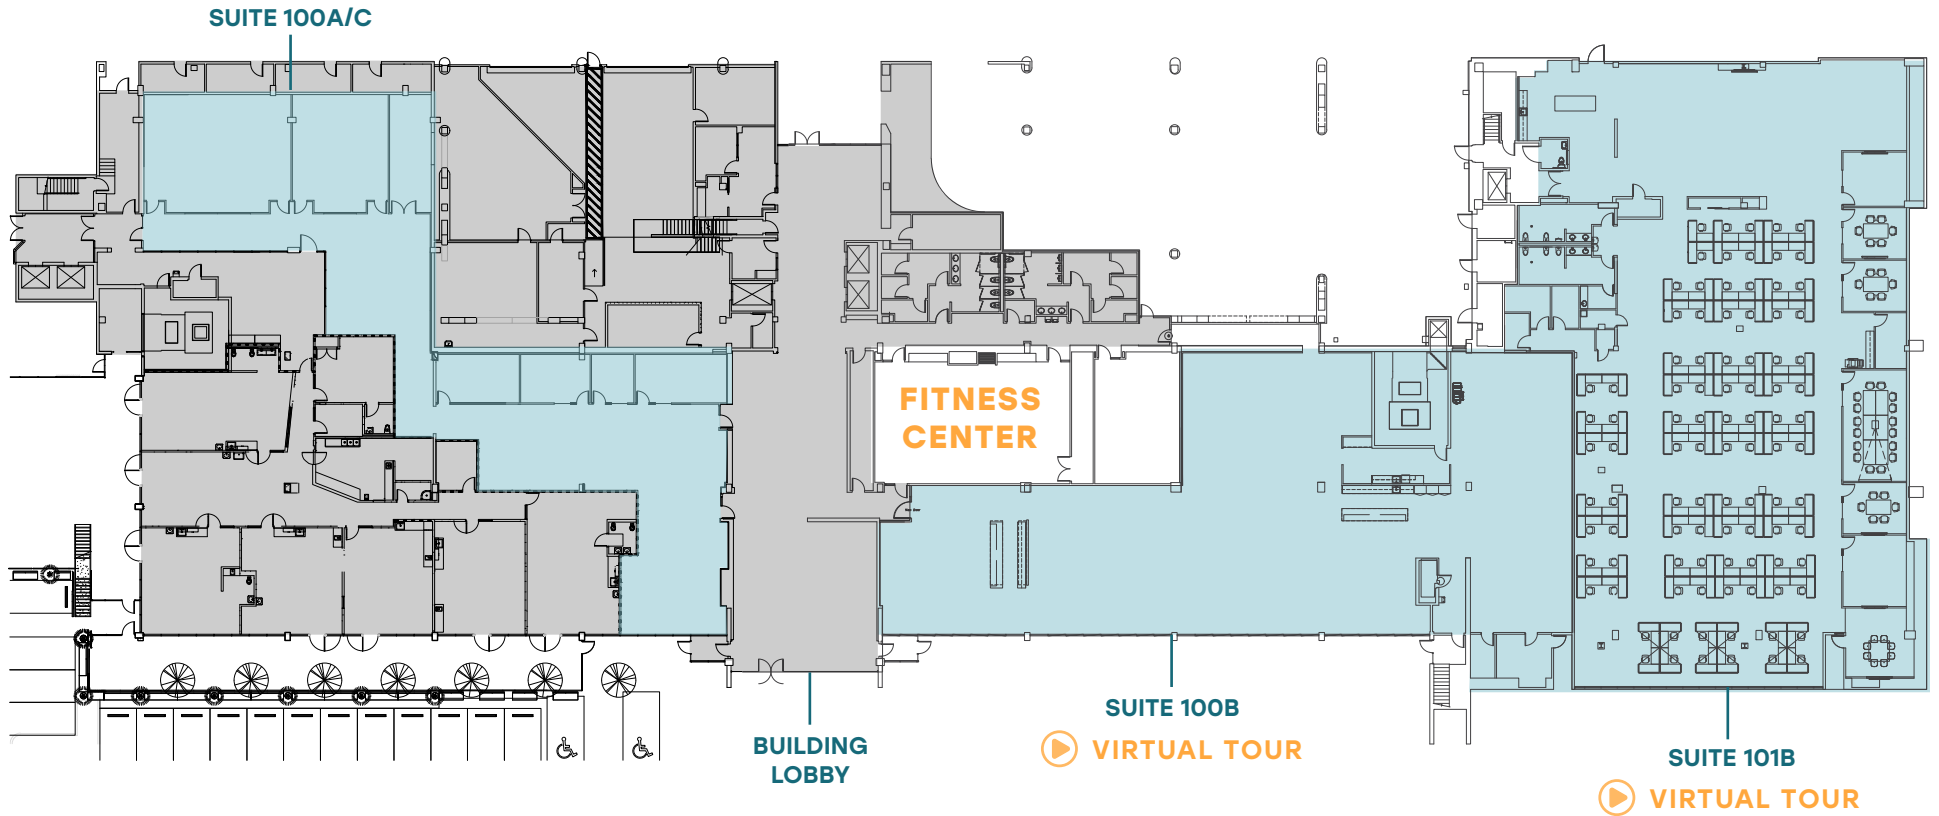 SUITE 100A/C
FITNESS
CENTER
SUITE 100B
VIRTUAL TOUR
BUILDING
LOBBY
SUITE 101B
VIRTUAL TOUR